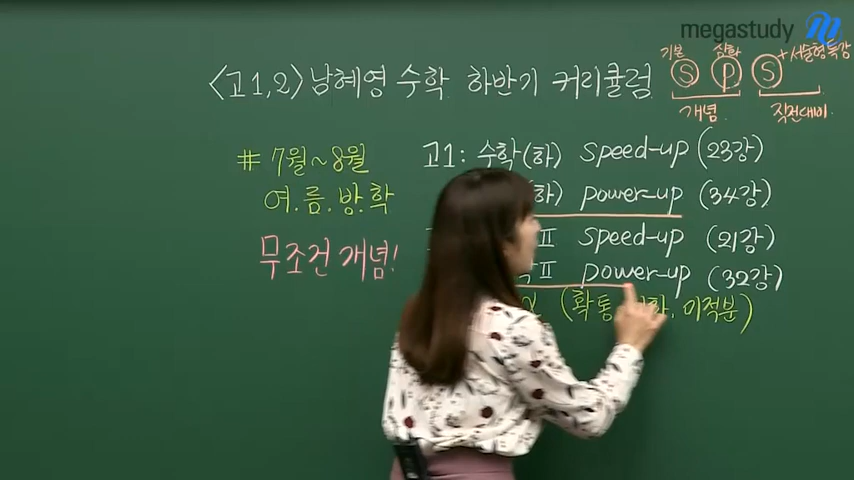 megastudy
기본 심화 +서술형특강
S P S
개념 직전대비
<고1,2> 남혜영 수학 하반기 커리큘럼
# 7월~8월
여.름.방.학
무조건 개념!
고1: 수학(하) speed-up (23강)
(하) power-up (34강)
Ⅱ speed-up (21강)
학Ⅱ power-up (32강)
α (확통, 미적분)